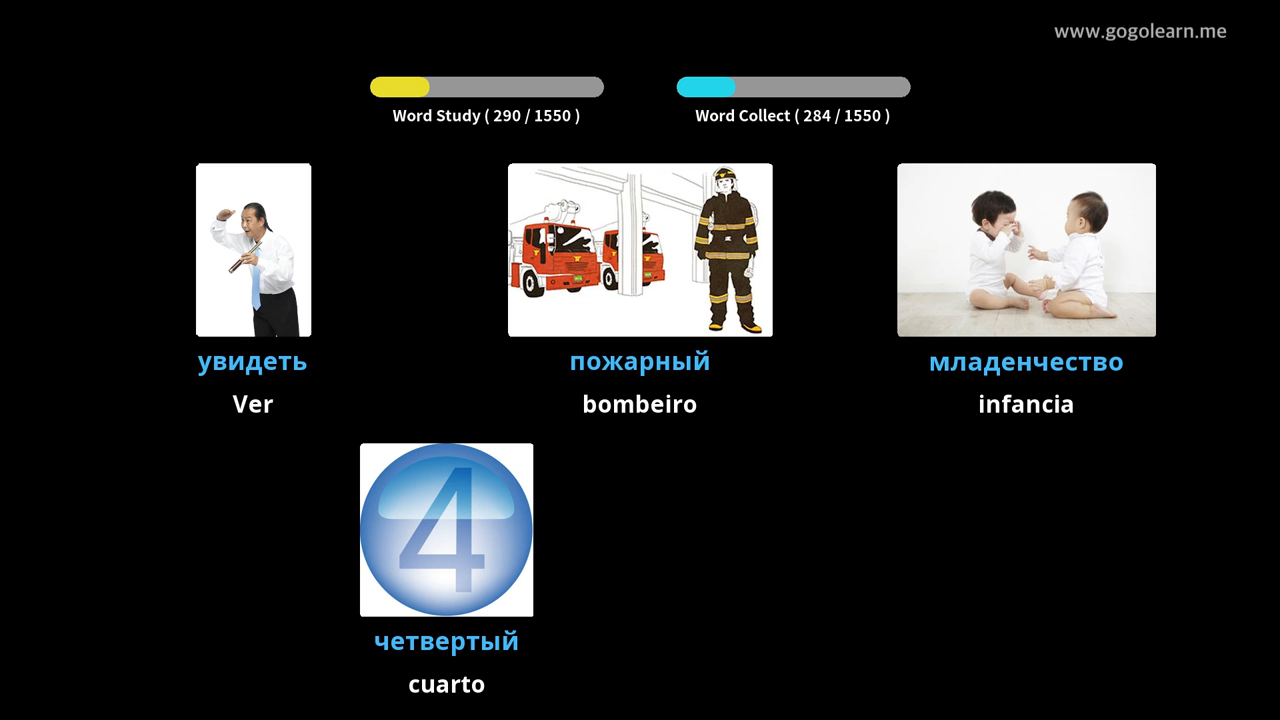 www.gogolearn.me
Word Study ( 290 / 1550 )
Word Collect ( 284 / 1550 )
увидеть
Ver
пожарный
bombeiro
младенчество
infancia
4
четвертый
cuarto